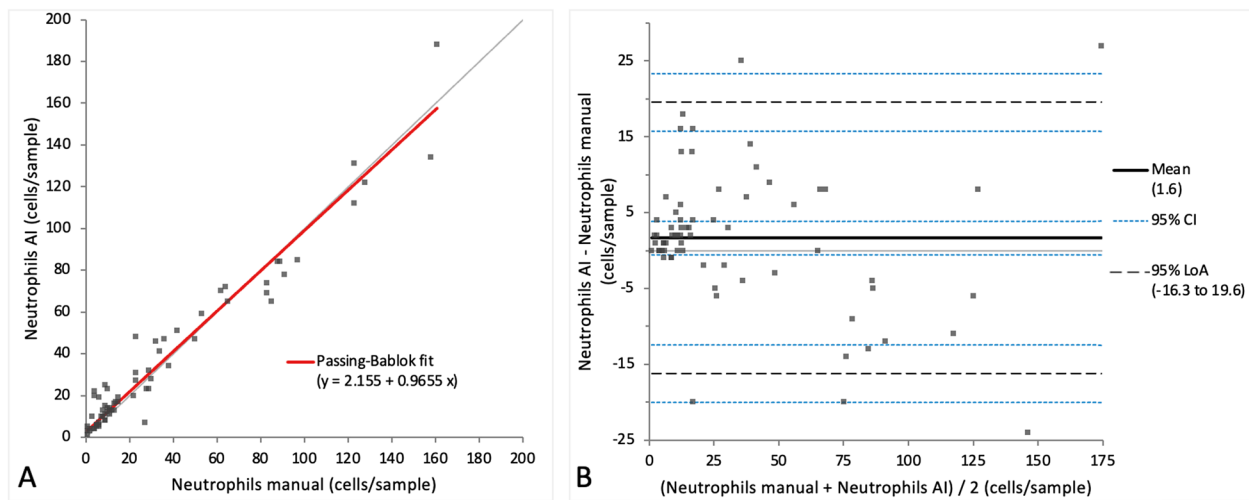 200
180
160
140
120
100
80
60
40
20
0
Neutrophils AI (cells/sample)
Passing-Bablok fit
(y = 2.155 + 0.9655 x)
0 20 40 60 80 100 120 140 160 180 200
A
Neutrophils manual (cells/sample)
25
15
5
-5
-15
-25
Neutrophils AI - Neutrophils manual
(cells/sample)
0 25 50 75 100 125 150 175
B
(Neutrophils manual + Neutrophils AI) / 2 (cells/sample)
Mean
(1.6)
95% CI
95% LoA
(-16.3 to 19.6)